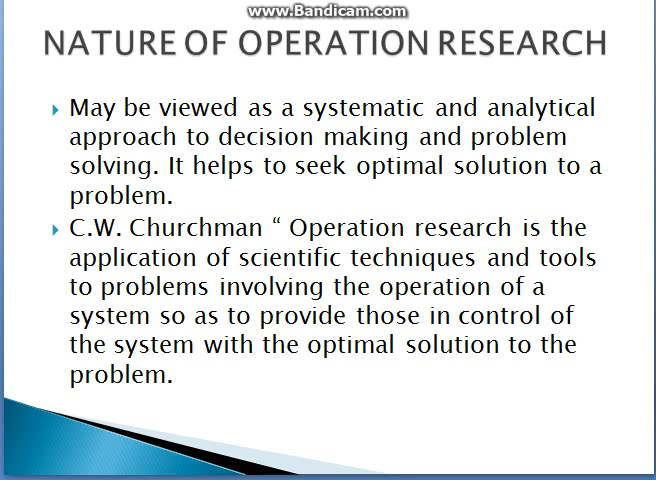 www.Bandicam.com
NATURE OF OPERATION RESEARCH
May be viewed as a systematic and analytical
approach to decision making and problem
solving. It helps to seek optimal solution to a
problem.
C.W. Churchman “ Operation research is the
application of scientific techniques and tools
to problems involving the operation of a
system so as to provide those in control of
the system with the optimal solution to the
problem.